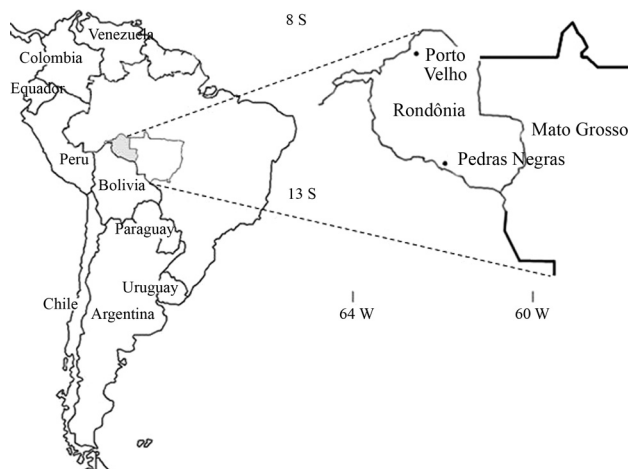 Venezuela
Colombia
Equador
Peru
Bolivia
Paraguay
Uruguay
Chile
Argentina
8 S
13 S
Porto
Velho
Rondônia
Mato Grosso
Pedras Negras
64 W
60 W